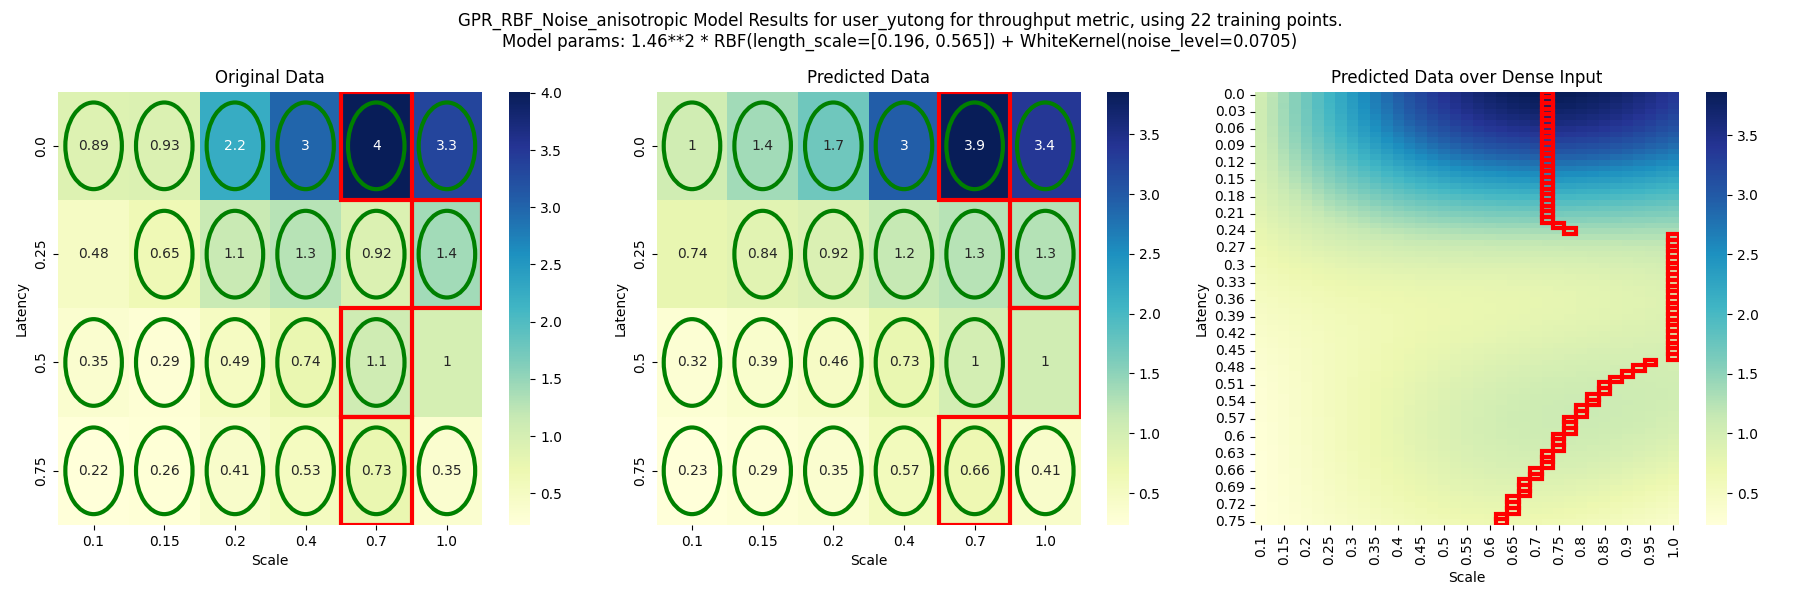 GPR_RBF_Noise_anisotropic Model Results for user_yutong for throughput metric, using 22 training points.
Model params: 1.46**2 * RBF(length_scale=[0.196, 0.565]) + WhiteKernel(noise_level=0.0705)
Original Data
0.89 0.93 2.2 3 4 3.3
0.48 0.65 1.1 1.3 0.92 1.4
0.35 0.29 0.49 0.74 1.1 1
0.22 0.26 0.41 0.53 0.73 0.35
0.0
0.25
0.5
0.75
Latency
0.1 0.15 0.2 0.4 0.7 1.0
Scale
4.0
3.5
3.0
2.5
2.0
1.5
1.0
0.5
Predicted Data
1 1.4 1.7 3 3.9 3.4
0.74 0.84 0.92 1.2 1.3 1.3
0.32 0.39 0.46 0.73 1 1
0.23 0.29 0.35 0.57 0.66 0.41
0.0
0.25
0.5
0.75
Latency
0.1 0.15 0.2 0.4 0.7 1.0
Scale
3.5
3.0
2.5
2.0
1.5
1.0
0.5
Predicted Data over Dense Input
0.0
0.03
0.06
0.09
0.12
0.15
0.18
0.21
0.24
0.27
0.3
0.33
0.36
0.39
0.42
0.45
0.48
0.51
0.54
0.57
0.6
0.63
0.66
0.69
0.72
0.75
Latency
0.1 0.15 0.2 0.25 0.3 0.35 0.4 0.45 0.5 0.55 0.6 0.65 0.7 0.75 0.8 0.85 0.9 0.95 1.0
Scale
3.5
3.0
2.5
2.0
1.5
1.0
0.5